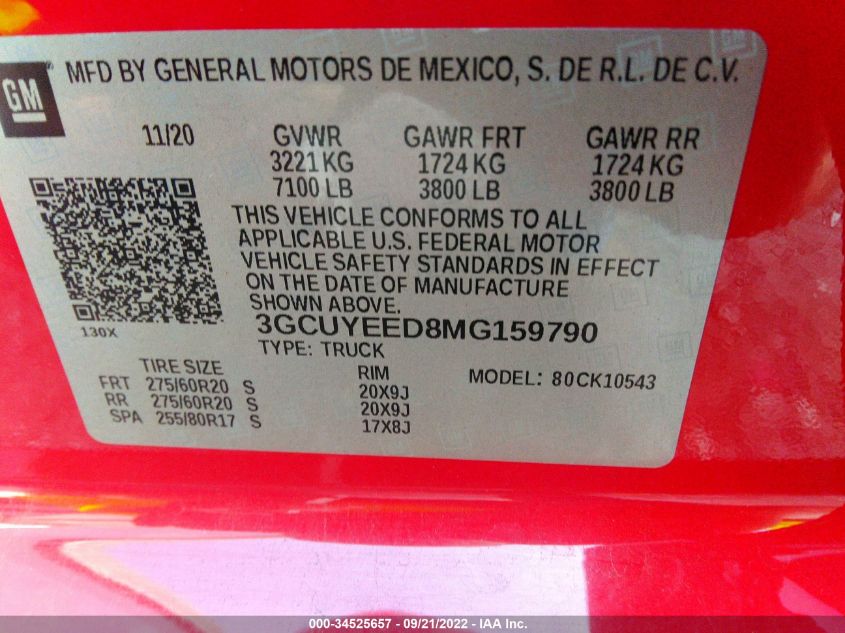 GM
MFD BY GENERAL MOTORS DE MEXICO, S. DE R.L. DE C.V.
11/20 GVWR GAWR FRT GAWR RR
3221 KG 1724 KG 1724 KG
7100 LB 3800 LB 3800 LB
THIS VEHICLE CONFORMS TO ALL
APPLICABLE U.S. FEDERAL MOTOR
VEHICLE SAFETY STANDARDS IN EFFECT
ON THE DATE OF MANUFACTURE
SHOWN ABOVE.
130X
3GCUYEED8MG159790
TYPE: TRUCK
TIRE SIZE RIM MODEL: 80CK10543
FRT 275/60R20 S 20X9J
RR 275/60R20 S 20X9J
SPA 255/80R17 S 17X8J
000-34525657 - 09/21/2022 - IAA Inc.